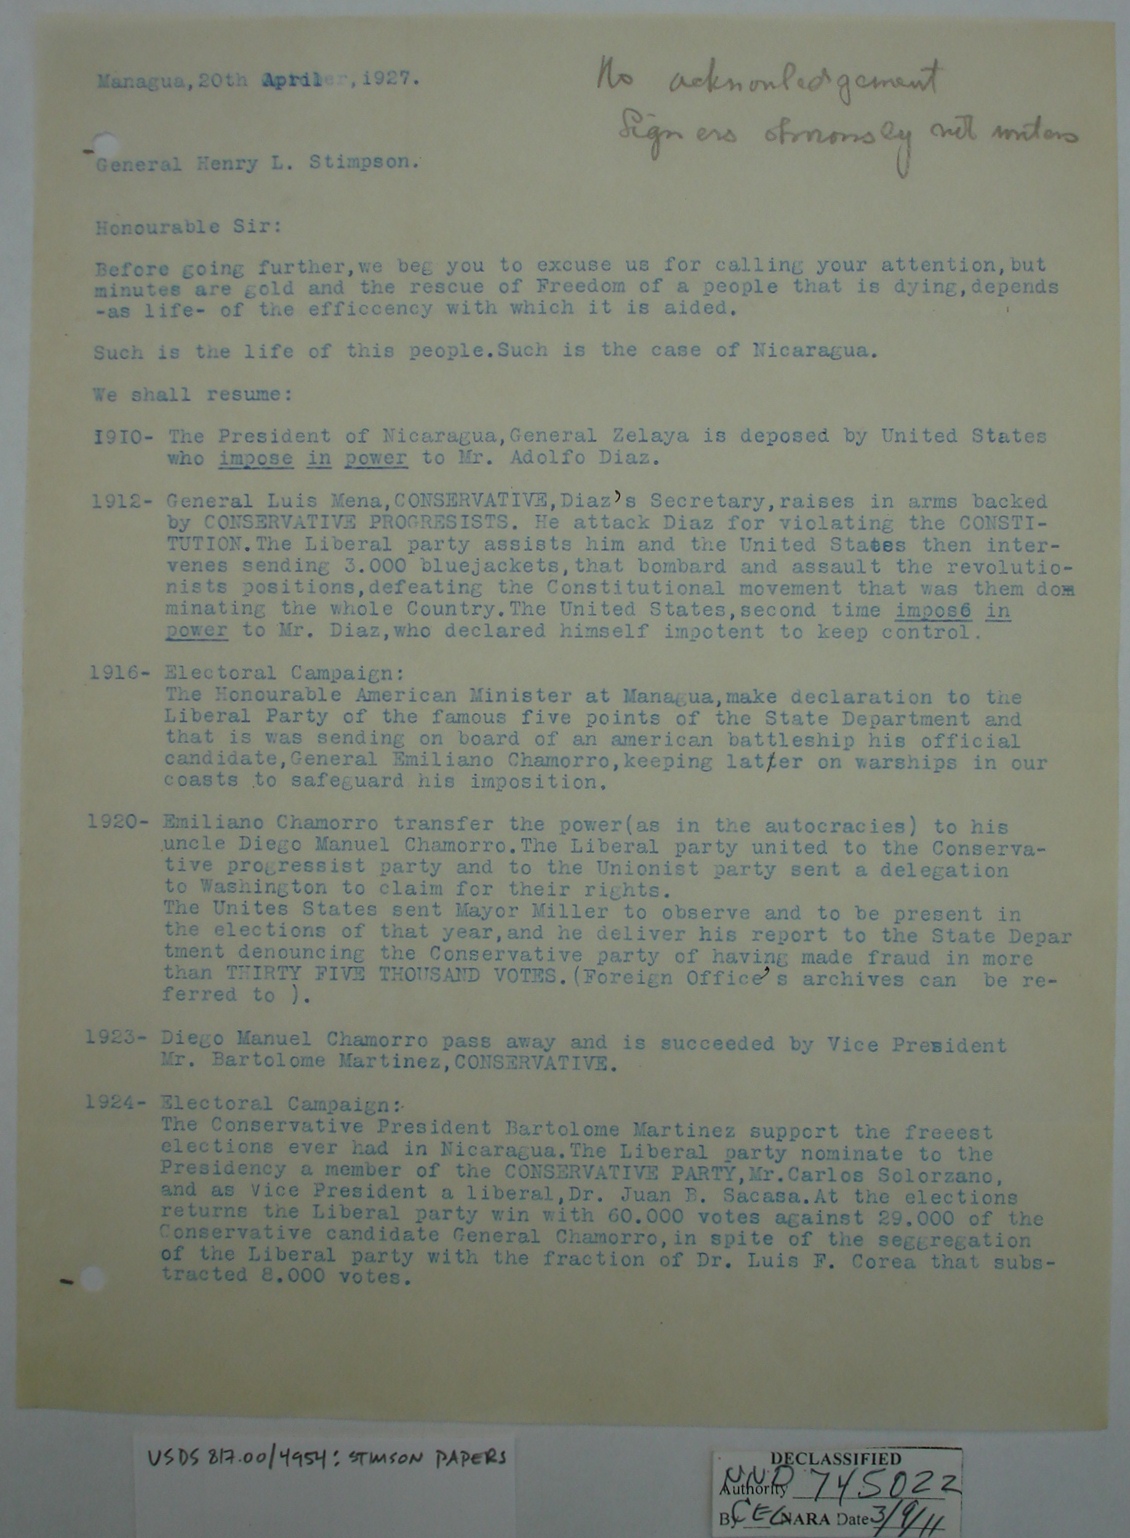 Managua,20th April ,1927.
No acknowledgement
Signers obviously not writers
General Henry L. Stimpson.
Honourable Sir:
Before going further,we beg you to excuse us for calling your attention,but
minutes are gold and the rescue of Freedom of a people that is dying,depends
-as life- of the efficcency with which it is aided.
Such is the life of this people.Such is the case of Nicaragua.
We shall resume:
I9I0- The President of Nicaragua,General Zelaya is deposed by United States
who impose in power to Mr. Adolfo Diaz.
1912- General Luis Mena,CONSERVATIVE,Diaz's Secretary,raises in arms backed
by CONSERVATIVE PROGRESISTS. He attack Diaz for violating the CONSTI-
TUTION.The Liberal party assists him and the United States then inter-
venes sending 3.000 bluejackets,that bombard and assault the revolutio-
nists positions,defeating the Constitutional movement that was them dom
minating the whole Country.The United States,second time imposé in
power to Mr. Diaz,who declared himself impotent to keep control.
1916- Electoral Campaign:
The Honourable American Minister at Managua,make declaration to the
Liberal Party of the famous five points of the State Department and
that is was sending on board of an american battleship his official
candidate,General Emiliano Chamorro,keeping latter on warships in our
coasts to safeguard his imposition.
1920- Emiliano Chamorro transfer the power(as in the autocracies) to his
uncle Diego Manuel Chamorro.The Liberal party united to the Conserva-
tive progressist party and to the Unionist party sent a delegation
to Washington to claim for their rights.
The Unites States sent Mayor Miller to observe and to be present in
the elections of that year,and he deliver his report to the State Depar
tment denouncing the Conservative party of having made fraud in more
than THIRTY FIVE THOUSAND VOTES.(Foreign Office's archives can be re-
ferred to ).
1923- Diego Manuel Chamorro pass away and is succeeded by Vice President
Mr. Bartolome Martinez,CONSERVATIVE.
1924- Electoral Campaign:-
The Conservative President Bartolome Martinez support the freeest
elections ever had in Nicaragua.The Liberal party nominate to the
Presidency a member of the CONSERVATIVE PARTY,Mr.Carlos Solorzano,
and as Vice President a liberal,Dr. Juan B. Sacasa.At the elections
returns the Liberal party win with 60.000 votes against 29.000 of the
Conservative candidate General Chamorro,in spite of the seggregation
of the Liberal party with the fraction of Dr. Luis F. Corea that subs-
tracted 8.000 votes.
USDS 817.00/4954: STIMSON PAPERS
DECLASSIFIED
Authority NND 745022
By CEG NARA Date 3/9/11